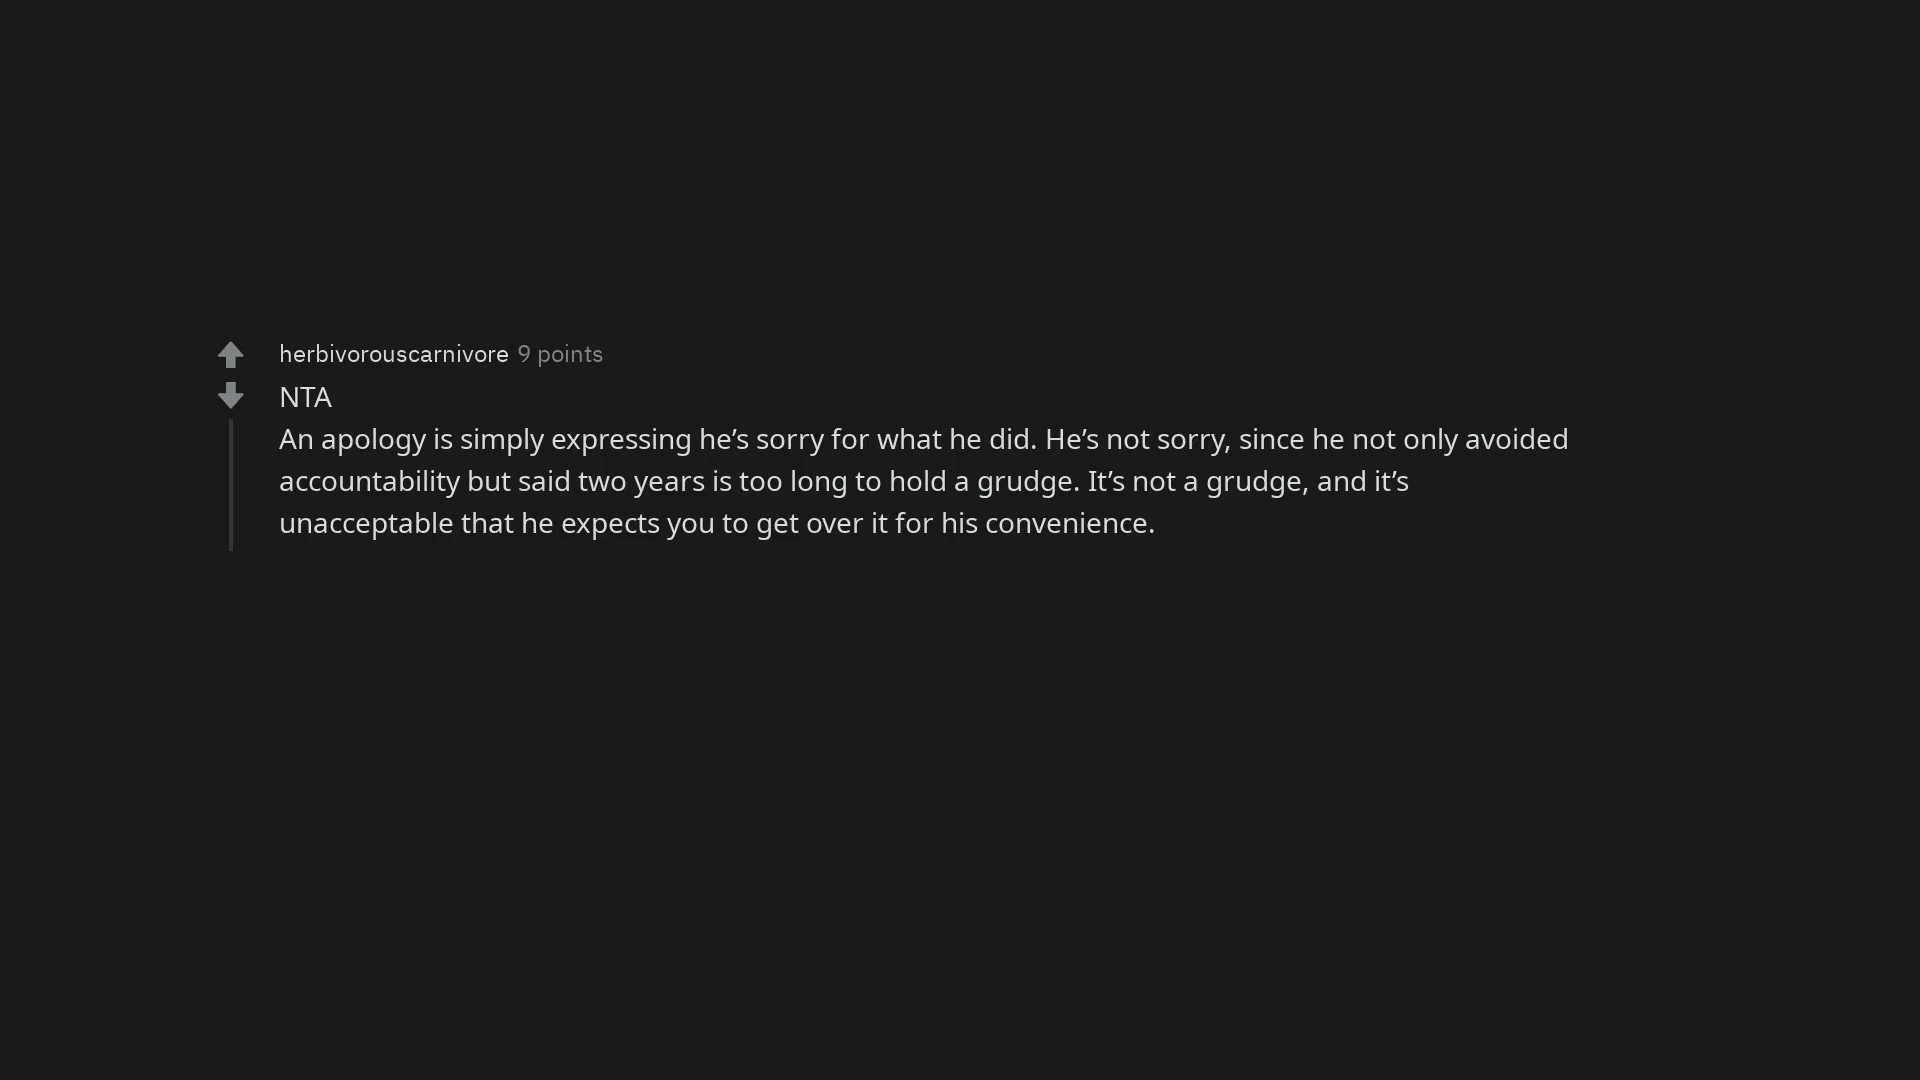 herbivorouscarnivore 9 points
NTA
An apology is simply expressing he’s sorry for what he did. He’s not sorry, since he not only avoided
accountability but said two years is too long to hold a grudge. It’s not a grudge, and it’s
unacceptable that he expects you to get over it for his convenience.